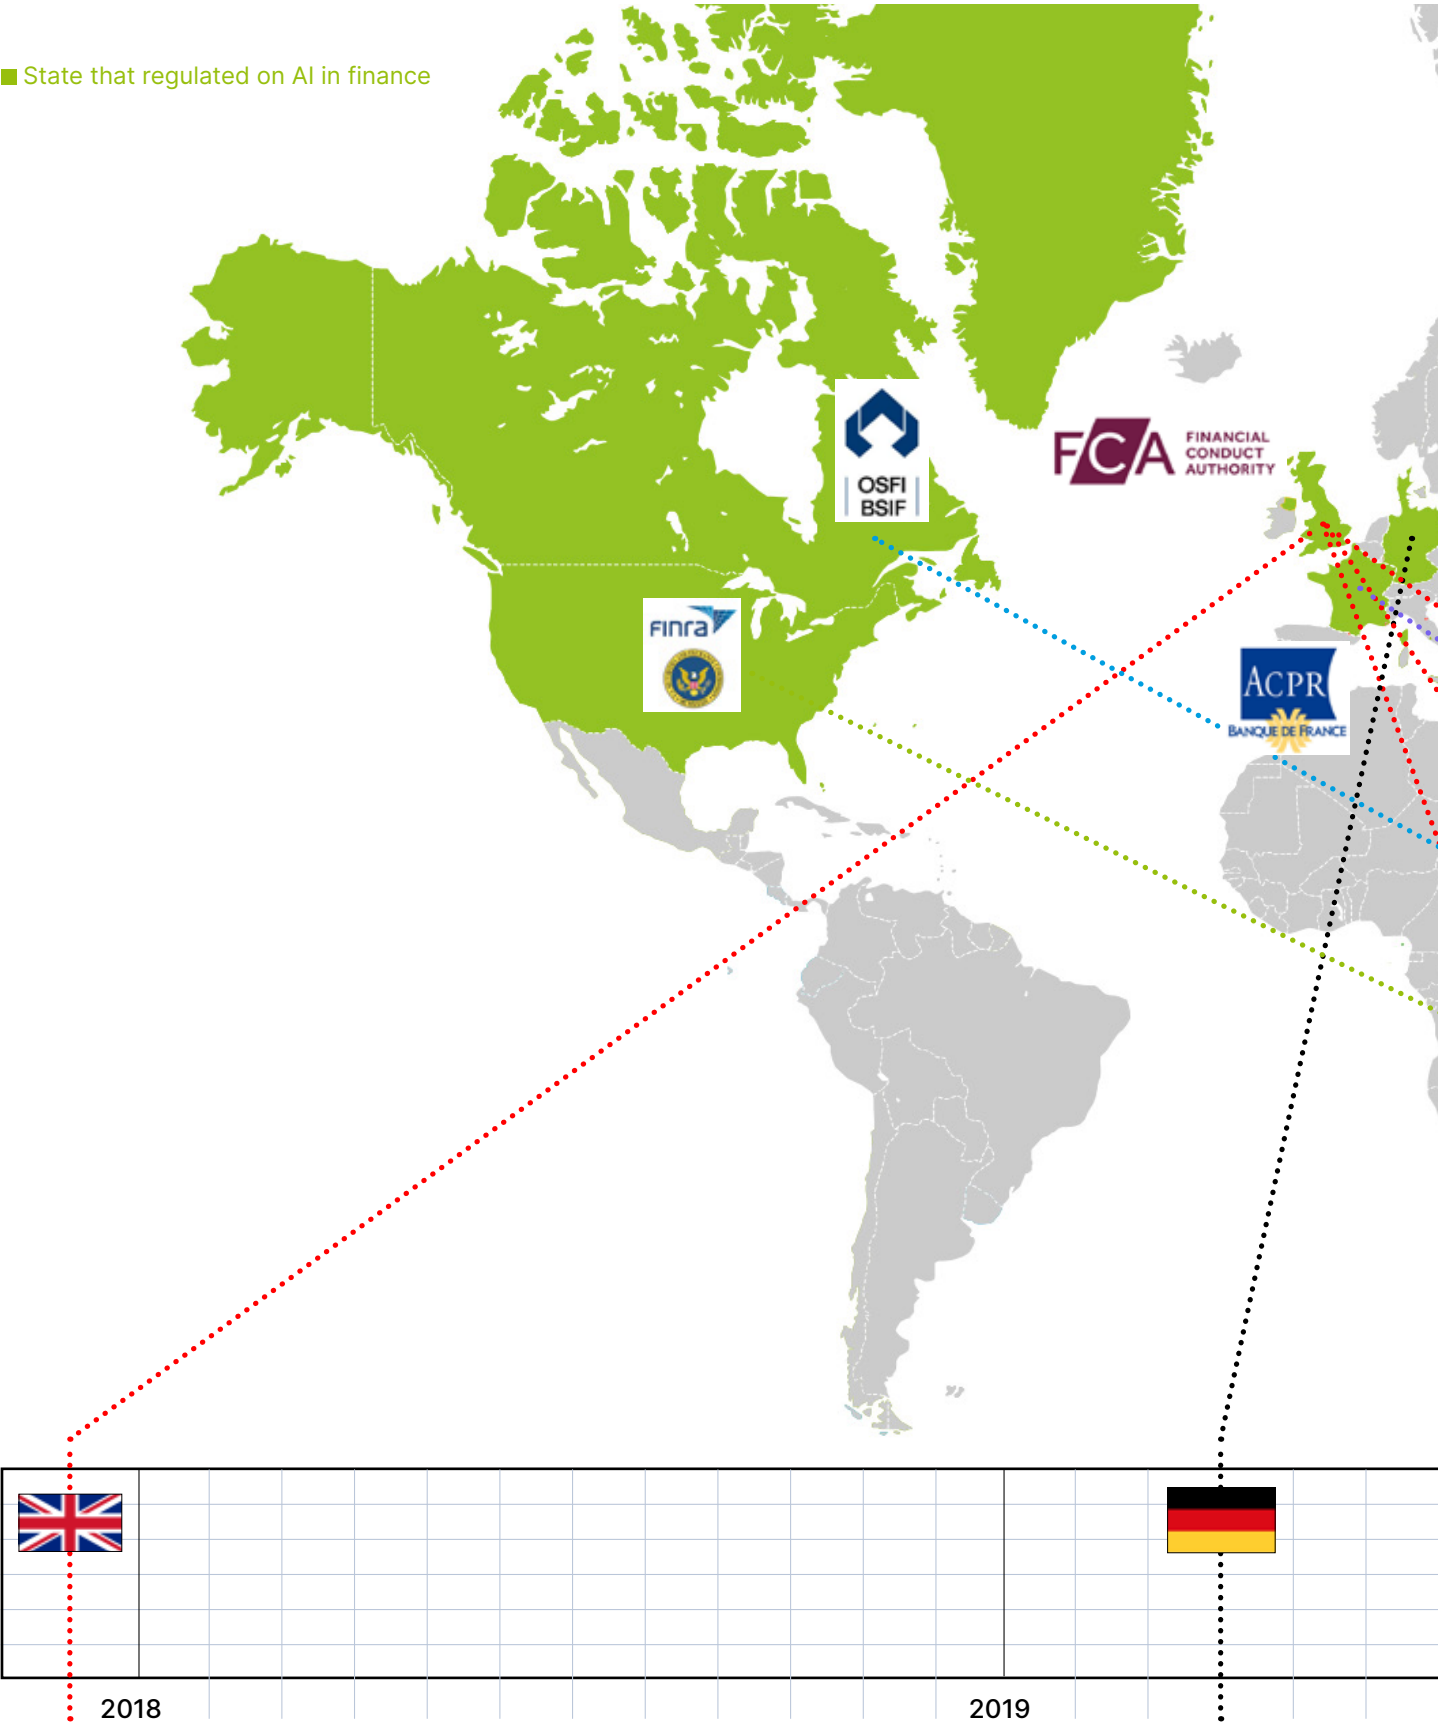 State that regulated on AI in finance
OSFI
BSIF
FCA
FINANCIAL
CONDUCT
AUTHORITY
FINRA
ACPR
BANQUE DE FRANCE
2018
2019